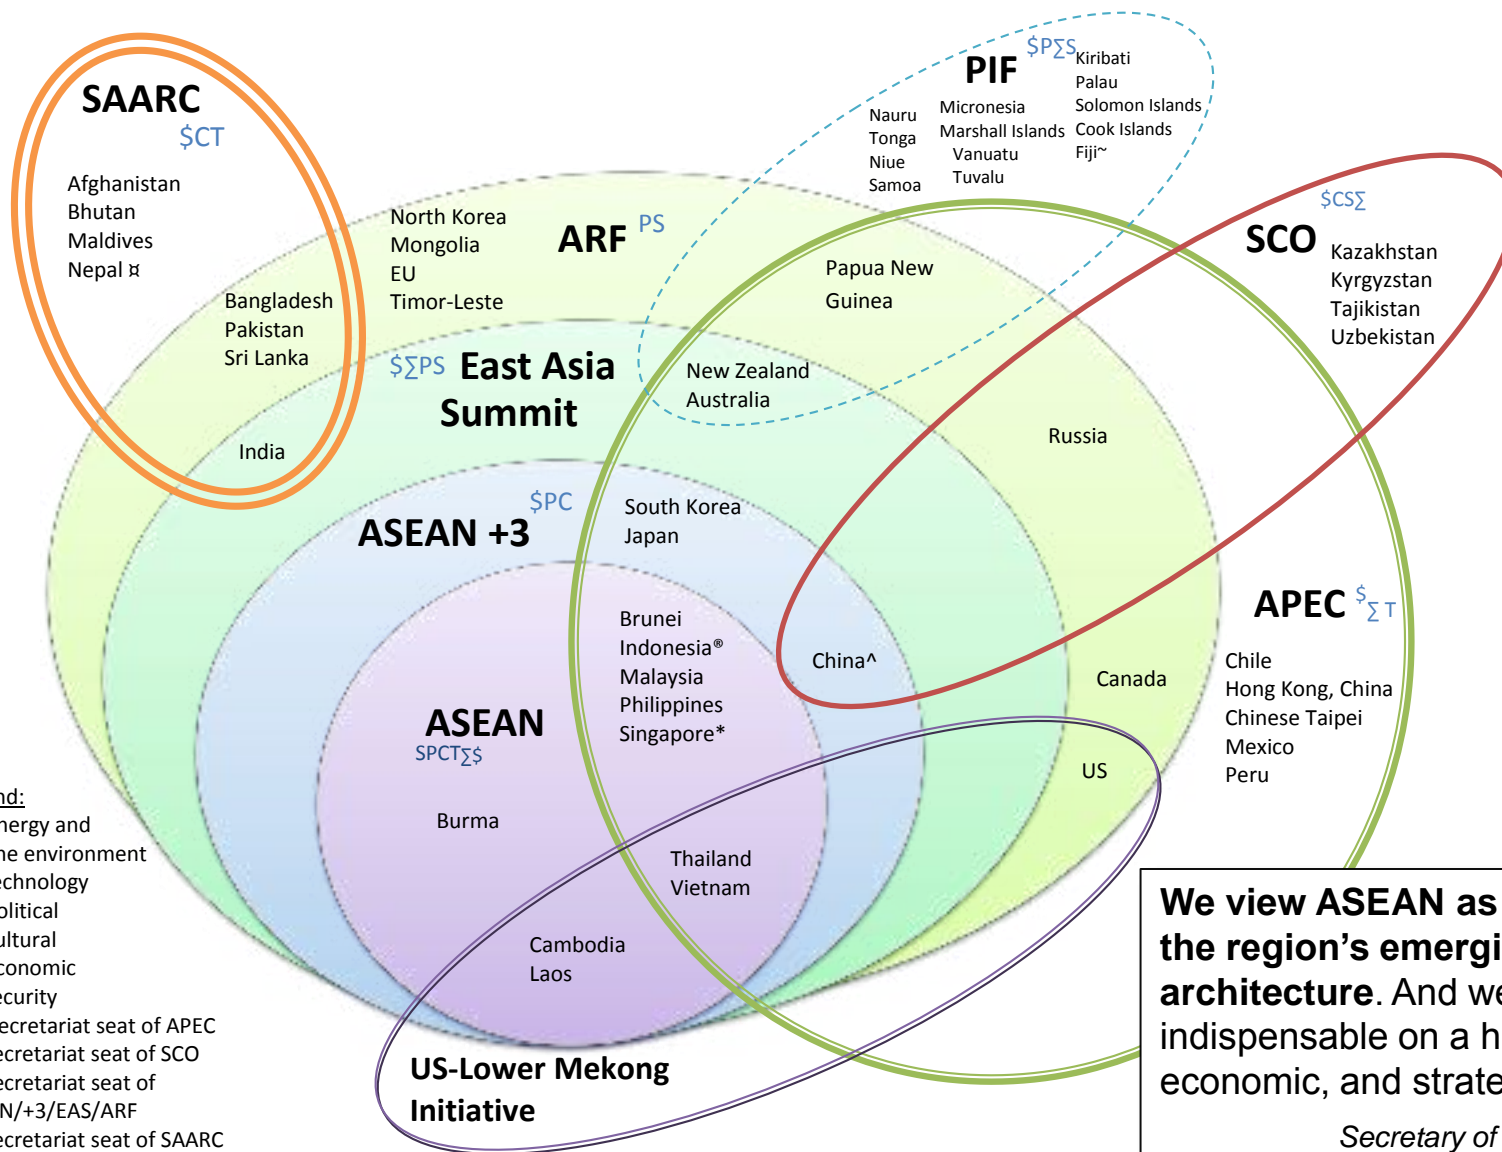 SAARC
$CT
Afghanistan
Bhutan
Maldives
Nepal ¤
Bangladesh
Pakistan
Sri Lanka
India
North Korea
Mongolia
EU
Timor-Leste
ARF PS
PIF $P∑S
Nauru
Tonga
Niue
Samoa
Micronesia
Marshall Islands
Vanuatu
Tuvalu
Kiribati
Palau
Solomon Islands
Cook Islands
Fiji~
Papua New
Guinea
$CS∑
SCO
Kazakhstan
Kyrgyzstan
Tajikistan
Uzbekistan
$∑PS East Asia
Summit
New Zealand
Australia
Russia
ASEAN +3 $PC
South Korea
Japan
China^
Brunei
Indonesia®
Malaysia
Philippines
Singapore*
ASEAN
SPCT∑$
Burma
Thailand
Vietnam
Cambodia
Laos
Canada
US
APEC $∑ T
Chile
Hong Kong, China
Chinese Taipei
Mexico
Peru
US-Lower Mekong
Initiative
nd:
nergy and
he environment
echnology
olitical
ultural
conomic
ecurity
ecretariat seat of APEC
ecretariat seat of SCO
ecretariat seat of
N/+3/EAS/ARF
ecretariat seat of SAARC
We view ASEAN as
the region's emergi
architecture. And we
indispensable on a h
economic, and strate
Secretary of